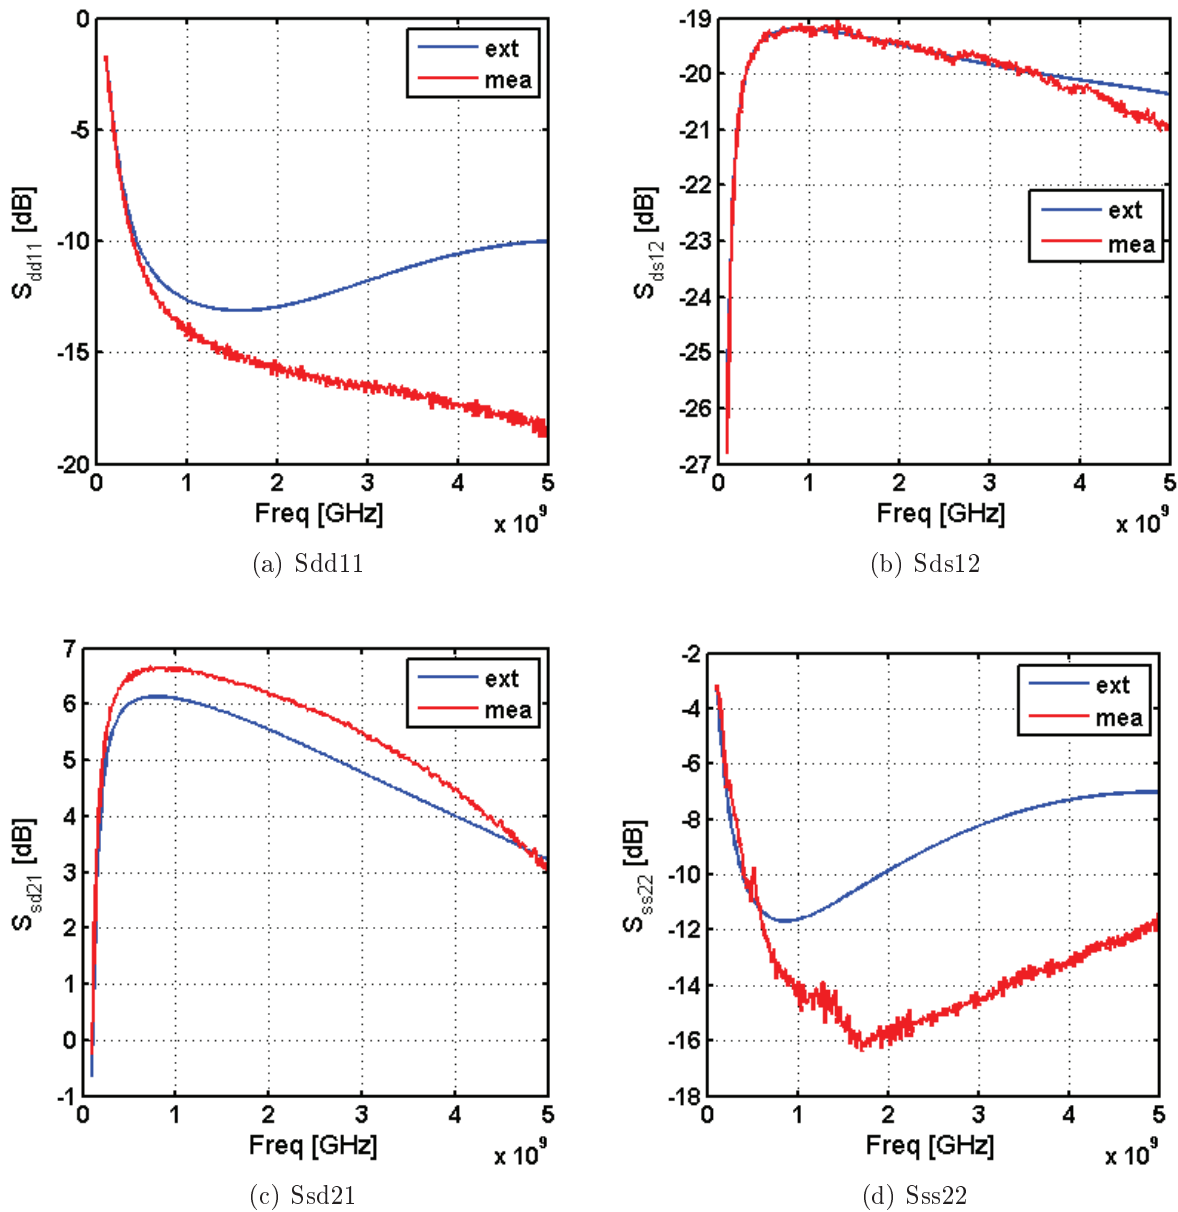 0
-5
-10
-15
-20
S_dd11 [dB]
ext
mea
0 1 2 3 4 5
Freq [GHz]
x 10^9
(a) Sdd11
-19
-20
-21
-22
-23
-24
-25
-26
-27
S_ds12 [dB]
ext
mea
0 1 2 3 4 5
Freq [GHz]
x 10^9
(b) Sds12
7
6
5
4
3
2
1
0
-1
S_sd21 [dB]
ext
mea
0 1 2 3 4 5
Freq [GHz]
x 10^9
(c) Ssd21
-2
-4
-6
-8
-10
-12
-14
-16
-18
S_ss22 [dB]
ext
mea
0 1 2 3 4 5
Freq [GHz]
x 10^9
(d) Sss22